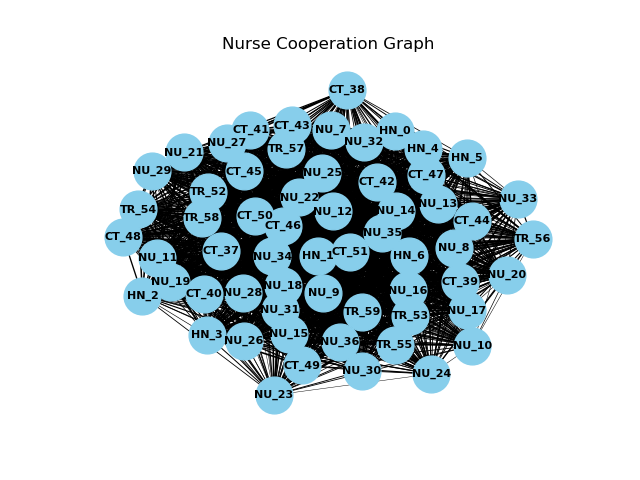 Nurse Cooperation Graph
CT_38
CT_43
NU_7
HN_0
CT_41
NU_27
TR_57
NU_32
HN_4
NU_21
HN_5
NU_29
CT_45
NU_25
CT_42
CT_47
TR_52
NU_22
NU_33
TR_54
NU_12
NU_14
NU_13
TR_58
CT_50
CT_46
CT_44
CT_48
NU_35
TR_56
CT_37
NU_8
NU_11
NU_34
HN_1
CT_51
HN_6
NU_20
NU_19
CT_39
HN_2
CT_40
NU_28
NU_18
NU_9
NU_16
NU_31
TR_59
TR_53
NU_17
HN_3
NU_26
NU_15
NU_36
TR_55
NU_10
CT_49
NU_30
NU_24
NU_23